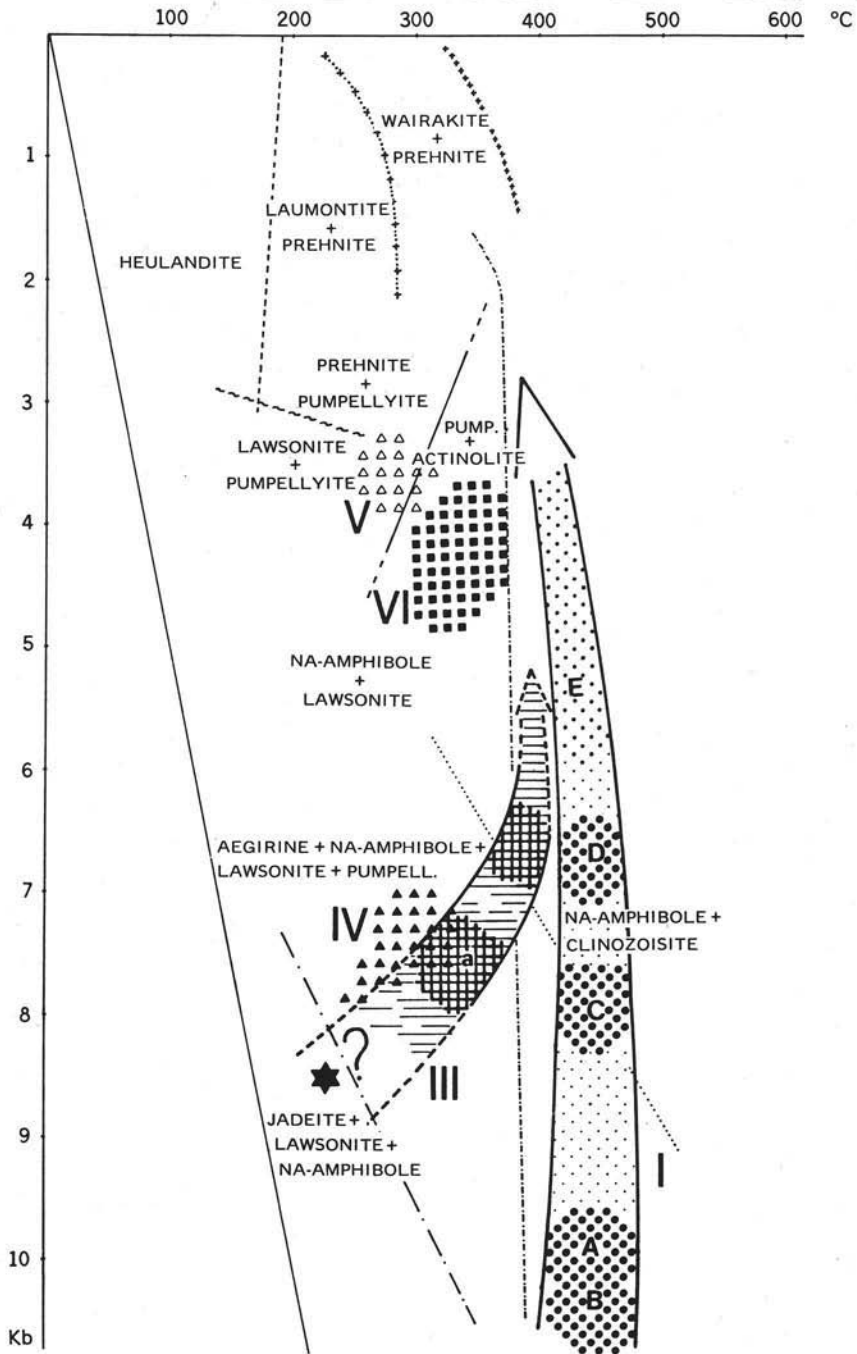 100 200 300 400 500 600 °C
WAIRAKITE
+
PREHNITE
1
LAUMONTITE
+
PREHNITE
HEULANDITE
2
PREHNITE
+
PUMPELLYITE
3
PUMP.
+
ACTINOLITE
LAWSONITE
+
PUMPELLYITE
V
4
VI
5
NA-AMPHIBOLE
+
LAWSONITE
E
6
AEGIRINE + NA-AMPHIBOLE +
LAWSONITE + PUMPELL.
D
7
NA-AMPHIBOLE +
CLINOZOISITE
IV
a
C
8
?
III
JADEITE +
LAWSONITE +
NA-AMPHIBOLE
9
I
A
10
B
Kb